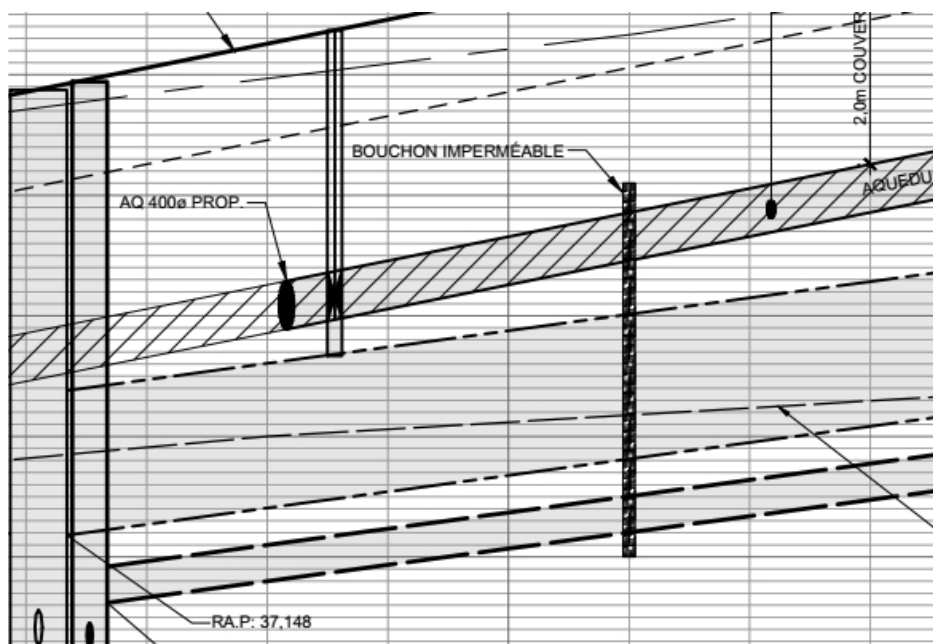 2,0m COUVER
BOUCHON IMPERMÉABLE
AQUEDU
AQ 400ø PROP.
RA.P: 37,148